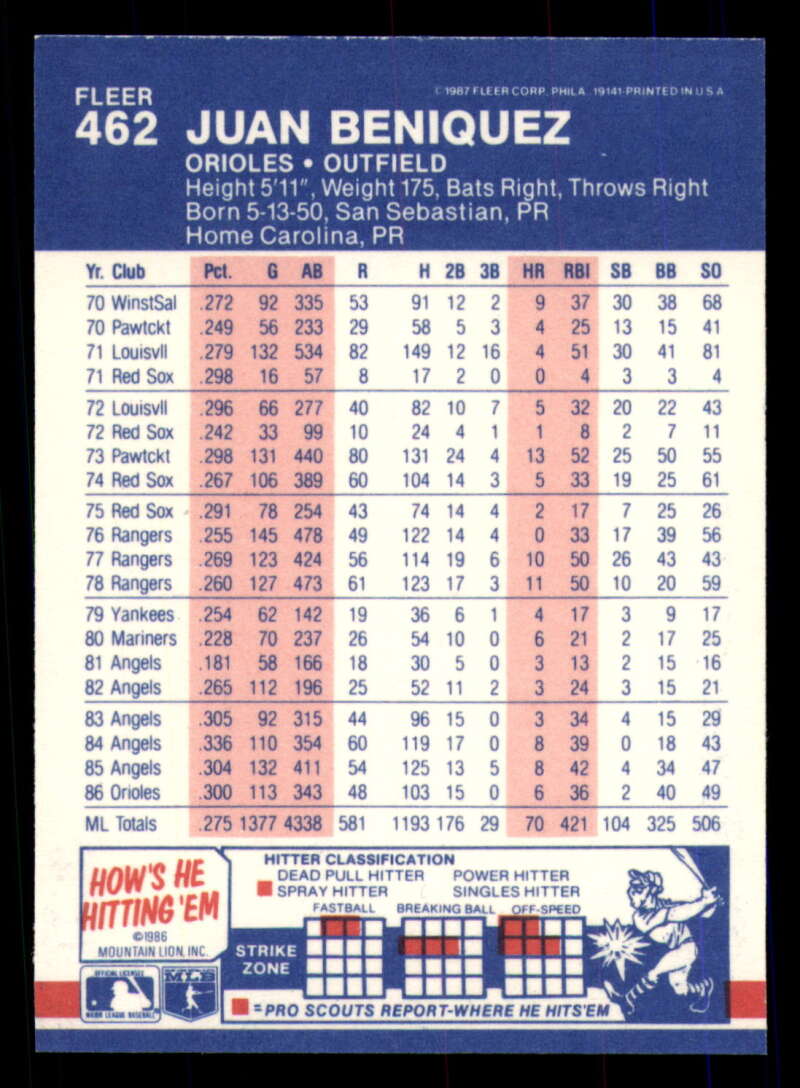 FLEER
©1987 FLEER CORP. PHILA. 19141-PRINTED IN U S A
462 JUAN BENIQUEZ
ORIOLES • OUTFIELD
Height 5'11", Weight 175, Bats Right, Throws Right
Born 5-13-50, San Sebastian, PR
Home Carolina, PR
Yr. Club Pct. G AB R H 2B 3B HR RBI SB BB SO
70 WinstSal .272 92 335 53 91 12 2 9 37 30 38 68
70 Pawtckt .249 56 233 29 58 5 3 4 25 13 15 41
71 Louisvll .279 132 534 82 149 12 16 4 51 30 41 81
71 Red Sox .298 16 57 8 17 2 0 0 4 3 3 4
72 Louisvll .296 66 277 40 82 10 7 5 32 20 22 43
72 Red Sox .242 33 99 10 24 4 1 1 8 2 7 11
73 Pawtckt .298 131 440 80 131 24 4 13 52 25 50 55
74 Red Sox .267 106 389 60 104 14 3 5 33 19 25 61
75 Red Sox .291 78 254 43 74 14 4 2 17 7 25 26
76 Rangers .255 145 478 49 122 14 4 0 33 17 39 56
77 Rangers .269 123 424 56 114 19 6 10 50 26 43 43
78 Rangers .260 127 473 61 123 17 3 11 50 10 20 59
79 Yankees .254 62 142 19 36 6 1 4 17 3 9 17
80 Mariners .228 70 237 26 54 10 0 6 21 2 17 25
81 Angels .181 58 166 18 30 5 0 3 13 2 15 16
82 Angels .265 112 196 25 52 11 2 3 24 3 15 21
83 Angels .305 92 315 44 96 15 0 3 34 4 15 29
84 Angels .336 110 354 60 119 17 0 8 39 0 18 43
85 Angels .304 132 411 54 125 13 5 8 42 4 34 47
86 Orioles .300 113 343 48 103 15 0 6 36 2 40 49
ML Totals .275 1377 4338 581 1193 176 29 70 421 104 325 506
HOW'S HE
HITTING 'EM
©1986
MOUNTAIN LION, INC.
HITTER CLASSIFICATION
DEAD PULL HITTER POWER HITTER
SPRAY HITTER SINGLES HITTER
FASTBALL BREAKING BALL OFF-SPEED
STRIKE
ZONE
OFFICIAL LICENSEE
MAJOR LEAGUE BASEBALL
MLB
=PRO SCOUTS REPORT-WHERE HE HITS'EM